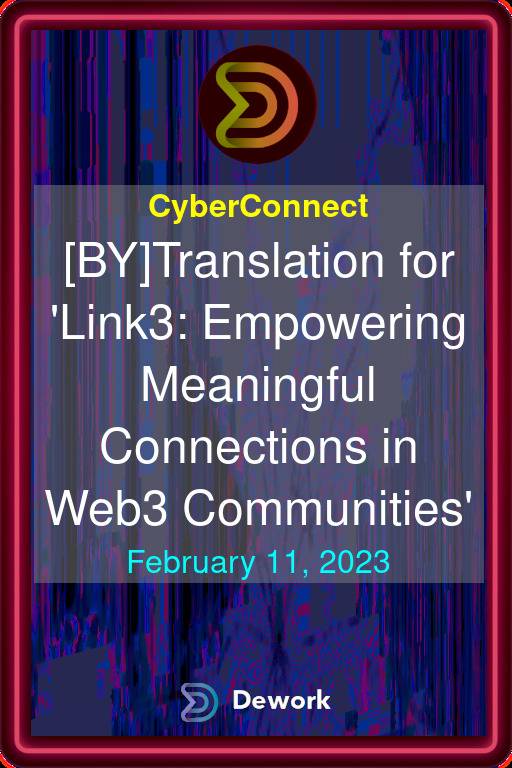 CyberConnect
[BY]Translation for
'Link3: Empowering
Meaningful
Connections in
Web3 Communities'
February 11, 2023
Dework